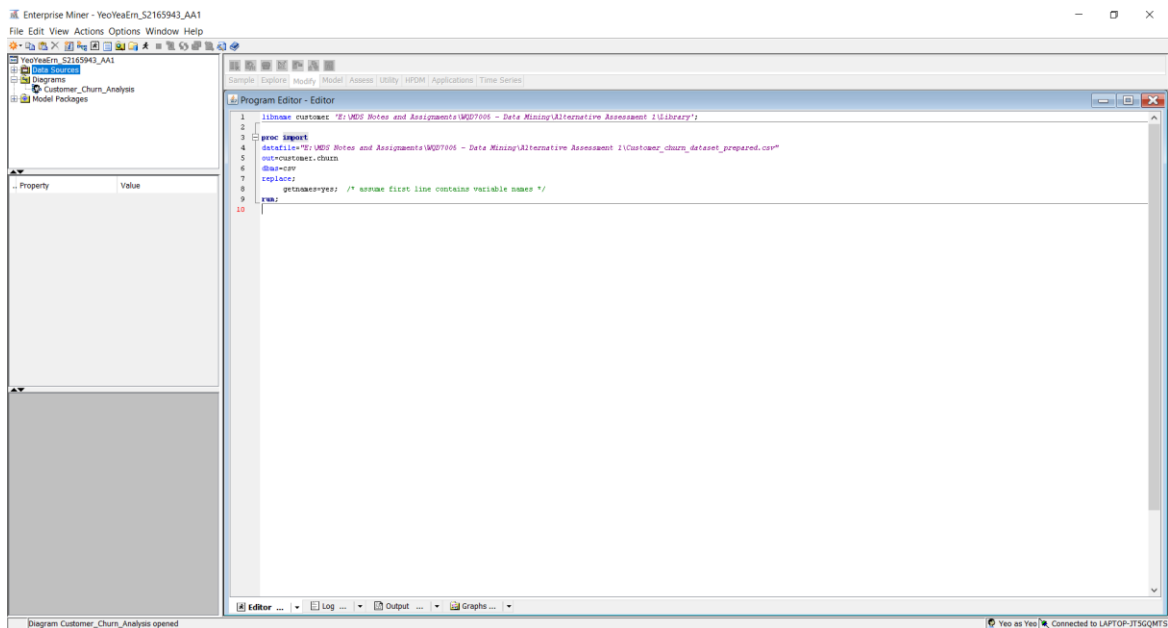 Enterprise Miner - YeoYeaErn_S2165943_AA1
File Edit View Actions Options Window Help
YeoYeaErn_S2165943_AA1
Data Sources
Diagrams
Customer_Churn_Analysis
Model Packages
.. Property Value
Sample Explore Modify Model Assess Utility HPDM Applications Time Series
Program Editor - Editor
1 libname customer 'E:\MDS Notes and Assignments\WQD7005 - Data Mining\Alternative Assessment 1\Library';
2
3 proc import
4 datafile="E:\MDS Notes and Assignments\WQD7005 - Data Mining\Alternative Assessment 1\Customer_churn_dataset_prepared.csv"
5 out=customer.churn
6 dbms=csv
7 replace;
8 getnames=yes; /* assume first line contains variable names */
9 run;
10
Editor ... Log ... Output ... Graphs ...
Diagram Customer_Churn_Analysis opened
Yeo as Yeo Connected to LAPTOP-JT5GQMTS